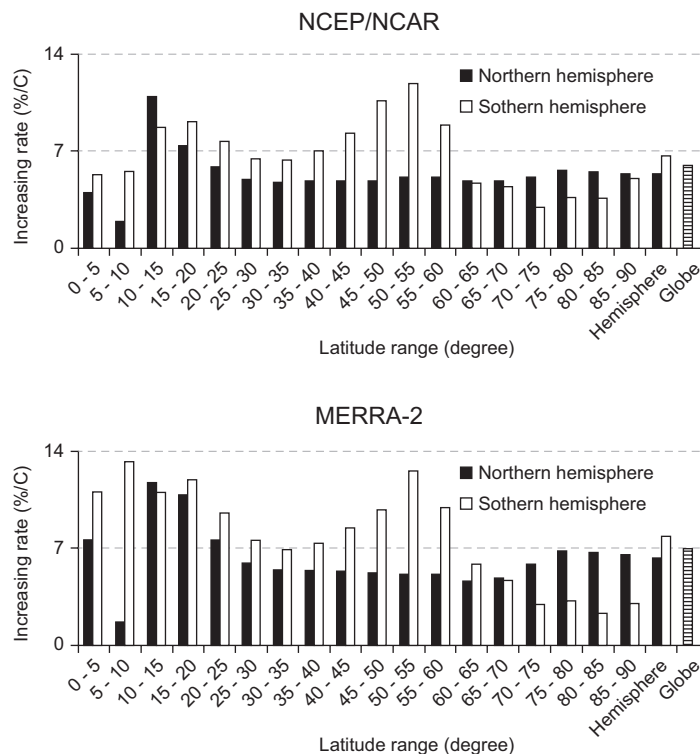 NCEP/NCAR
14
7
0
Increasing rate (%/C)
Northern hemisphere
Sothern hemisphere
0 - 5
5 - 10
10 - 15
15 - 20
20 - 25
25 - 30
30 - 35
35 - 40
40 - 45
45 - 50
50 - 55
55 - 60
60 - 65
65 - 70
70 - 75
75 - 80
80 - 85
85 - 90
Hemisphere
Globe
Latitude range (degree)
MERRA-2
14
7
0
Increasing rate (%/C)
Northern hemisphere
Sothern hemisphere
0 - 5
5 - 10
10 - 15
15 - 20
20 - 25
25 - 30
30 - 35
35 - 40
40 - 45
45 - 50
50 - 55
55 - 60
60 - 65
65 - 70
70 - 75
75 - 80
80 - 85
85 - 90
Hemisphere
Globe
Latitude range (degree)